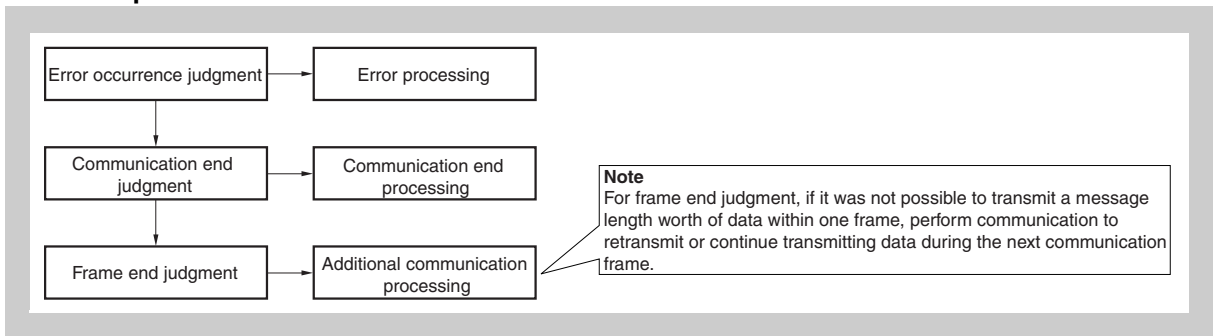 Error occurrence judgment
Error processing
Communication end
judgment
Communication end
processing
Note
For frame end judgment, if it was not possible to transmit a message
length worth of data within one frame, perform communication to
retransmit or continue transmitting data during the next communication
frame.
Frame end judgment
Additional communication
processing